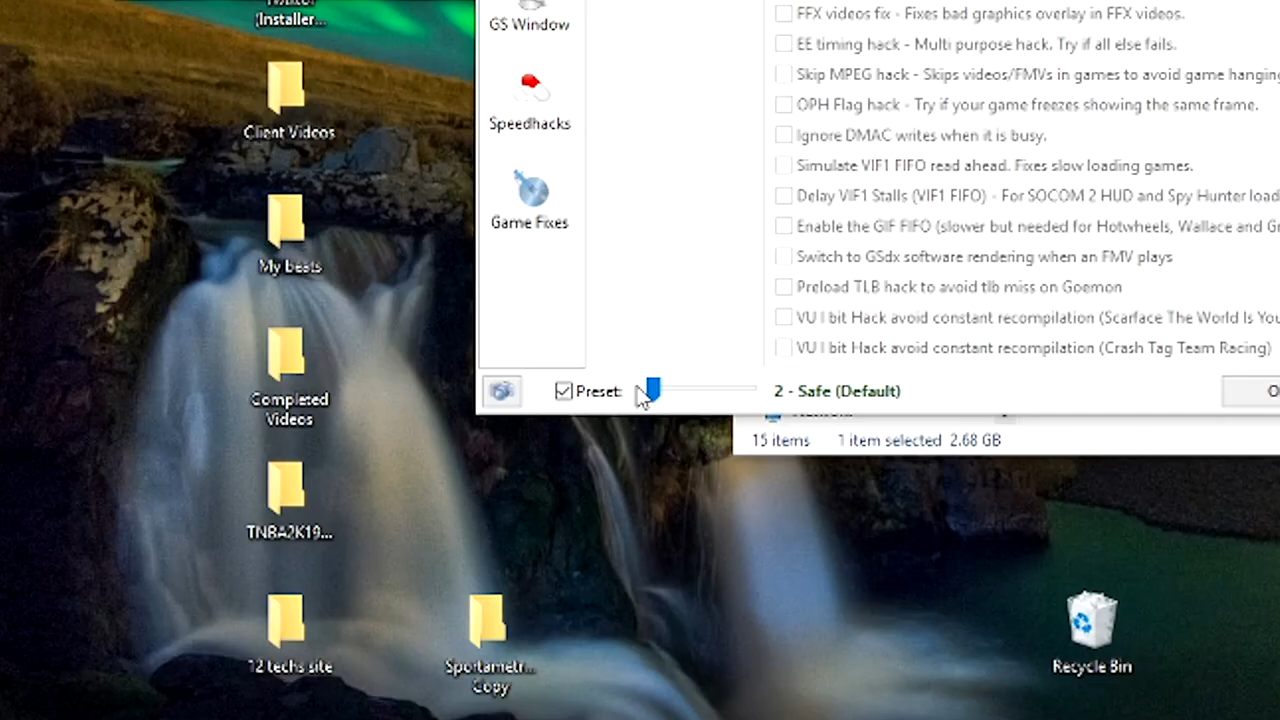 (Installer...
Client Videos
My beats
Completed
Videos
TNBA2K19...
12 techs site
Sportametr...
Copy
Recycle Bin
GS Window
Speedhacks
Game Fixes
FFX videos fix - Fixes bad graphics overlay in FFX videos.
EE timing hack - Multi purpose hack. Try if all else fails.
Skip MPEG hack - Skips videos/FMVs in games to avoid game hanging
OPH Flag hack - Try if your game freezes showing the same frame.
Ignore DMAC writes when it is busy.
Simulate VIF1 FIFO read ahead. Fixes slow loading games.
Delay VIF1 Stalls (VIF1 FIFO) - For SOCOM 2 HUD and Spy Hunter load
Enable the GIF FIFO (slower but needed for Hotwheels, Wallace and Gr
Switch to GSdx software rendering when an FMV plays
Preload TLB hack to avoid tlb miss on Goemon
VU I bit Hack avoid constant recompilation (Scarface The World Is You
VU I bit Hack avoid constant recompilation (Crash Tag Team Racing)
Preset:
2 - Safe (Default)
15 items 1 item selected 2.68 GB